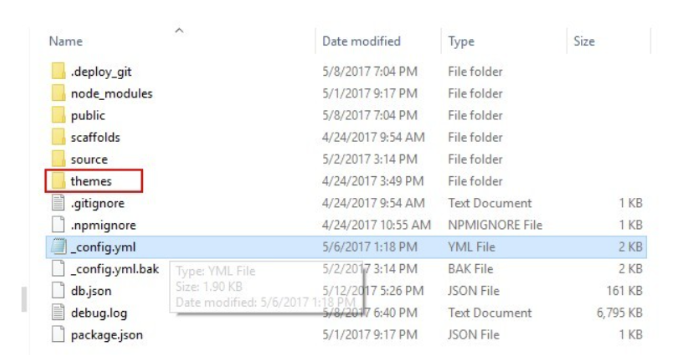 Name Date modified Type Size
.deploy_git 5/8/2017 7:04 PM File folder
node_modules 5/1/2017 9:17 PM File folder
public 5/8/2017 7:04 PM File folder
scaffolds 4/24/2017 9:54 AM File folder
source 5/2/2017 3:14 PM File folder
themes 4/24/2017 3:49 PM File folder
.gitignore 4/24/2017 9:54 AM Text Document 1 KB
.npmignore 4/24/2017 10:55 AM NPMIGNORE File 1 KB
_config.yml 5/6/2017 1:18 PM YML File 2 KB
_config.yml.bak 5/2/2017 3:14 PM BAK File 2 KB
Type: YML File
Size: 1.90 KB
Date modified: 5/6/2017 1:18 PM
db.json 5/12/2017 5:26 PM JSON File 161 KB
debug.log 5/8/2017 6:40 PM Text Document 6,795 KB
package.json 5/1/2017 9:17 PM JSON File 1 KB